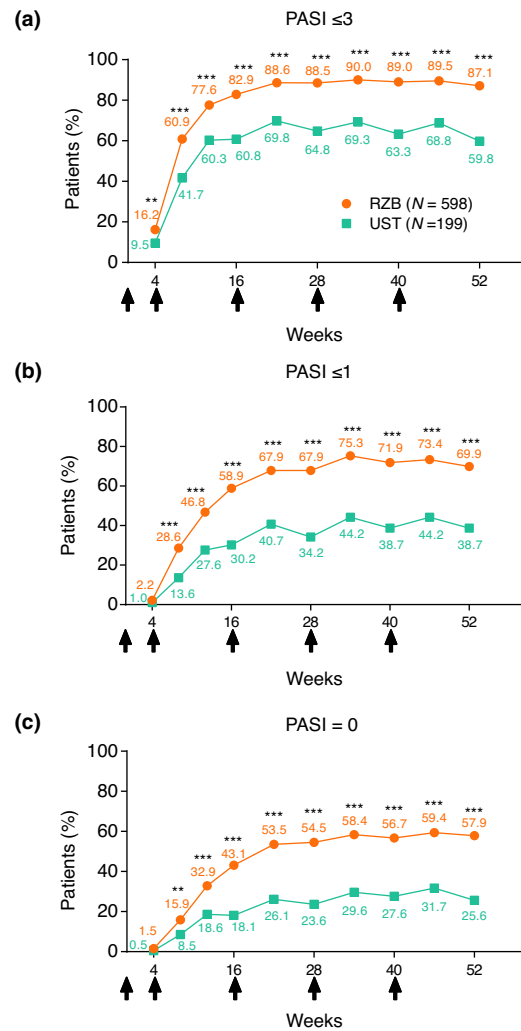 (a)
PASI ≤3
Patients (%)
100
80
60
40
20
0
*** *** *** *** *** *** *** *** *** **
16.2 60.9 77.6 82.9 88.6 88.5 90.0 89.0 89.5 87.1
9.5 41.7 60.3 60.8 69.8 64.8 69.3 63.3 68.8 59.8
RZB (N = 598)
UST (N =199)
4 16 28 40 52
Weeks
(b)
PASI ≤1
Patients (%)
100
80
60
40
20
0
*** *** *** *** *** *** *** *** ***
2.2 28.6 46.8 58.9 67.9 67.9 75.3 71.9 73.4 69.9
1.0 13.6 27.6 30.2 40.7 34.2 44.2 38.7 44.2 38.7
4 16 28 40 52
Weeks
(c)
PASI = 0
Patients (%)
100
80
60
40
20
0
** *** *** *** *** *** *** *** ***
1.5 15.9 32.9 43.1 53.5 54.5 58.4 56.7 59.4 57.9
0.5 8.5 18.6 18.1 26.1 23.6 29.6 27.6 31.7 25.6
4 16 28 40 52
Weeks